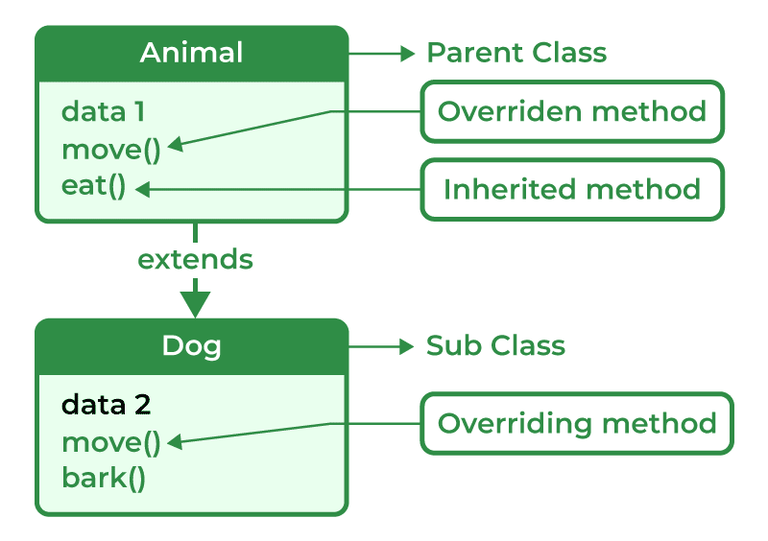 Animal
Parent Class
data 1
Overriden method
move()
eat()
Inherited method
extends
Dog
Sub Class
data 2
move()
Overriding method
bark()